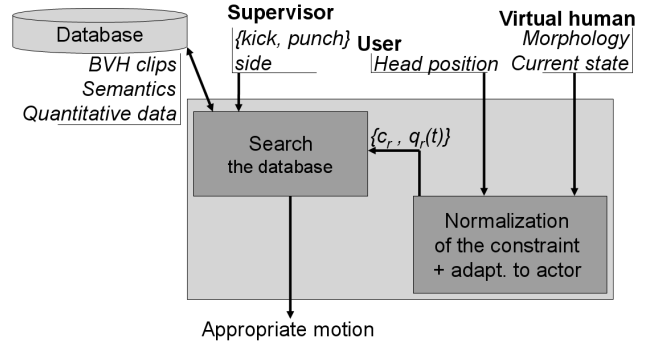 Database
BVH clips
Semantics
Quantitative data
Supervisor
{kick, punch}
side
User
Head position
Virtual human
Morphology
Current state
Search
the database
{cr , qr(t)}
Normalization
of the constraint
+ adapt. to actor
Appropriate motion